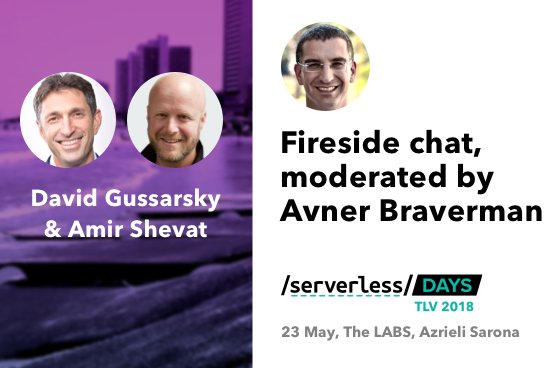 David Gussarsky
& Amir Shevat
Fireside chat,
moderated by
Avner Braverman
/serverless/DAYS
TLV 2018
23 May, The LABS, Azrieli Sarona